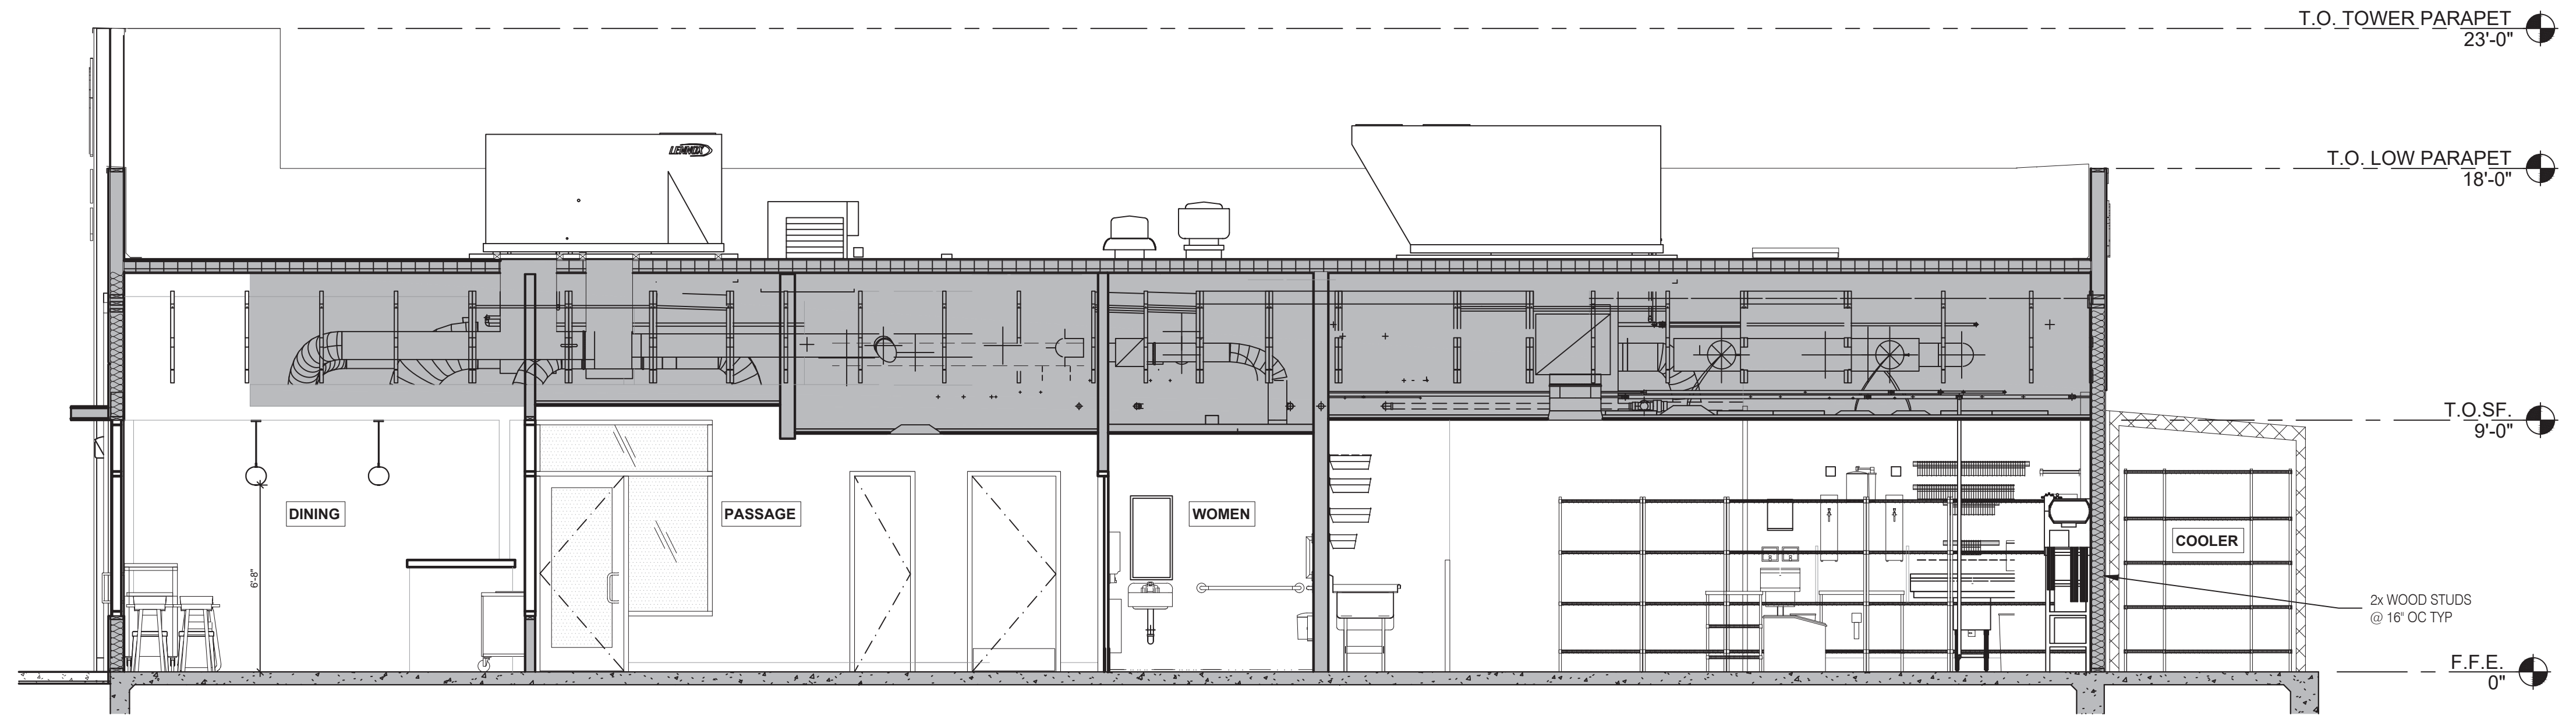 T.O. TOWER PARAPET
23'-0"
LENNOX
T.O. LOW PARAPET
18'-0"
T.O.SF.
9'-0"
DINING
PASSAGE
WOMEN
COOLER
6'-8"
2x WOOD STUDS
@ 16" OC TYP
F.F.E.
0"